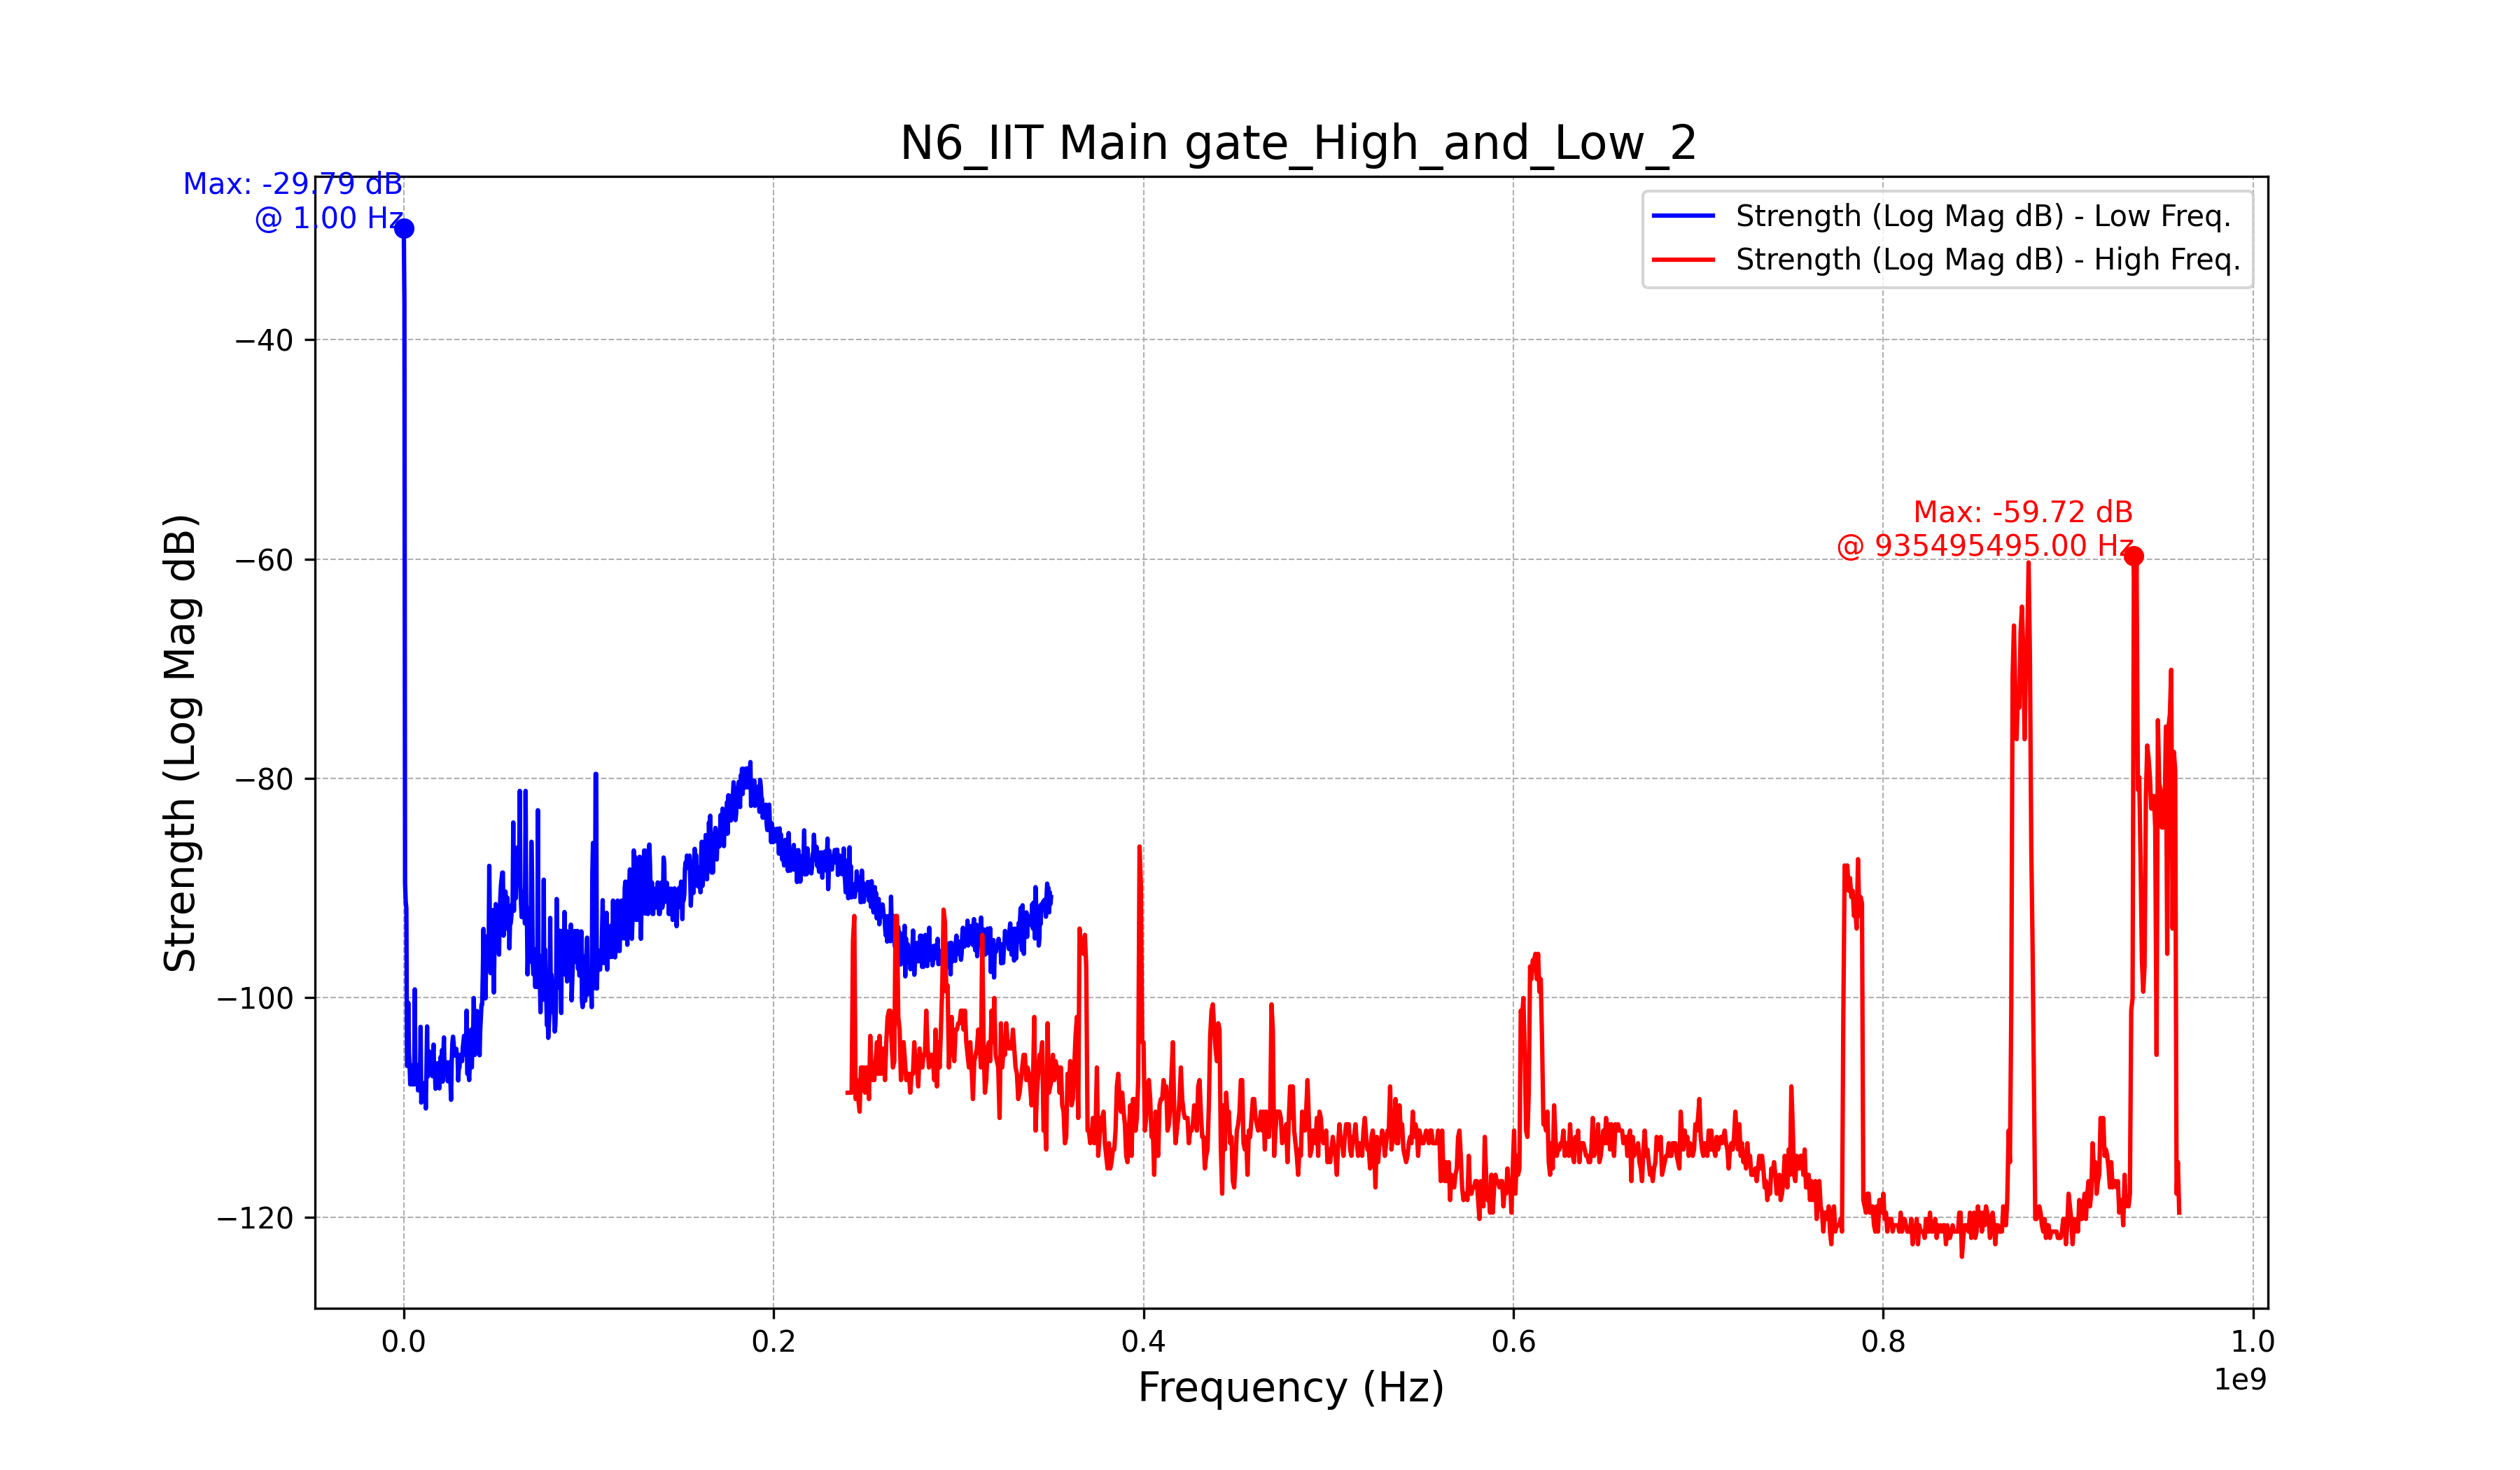 N6_IIT Main gate_High_and_Low_2
Max: -29.79 dB
@ 1.00 Hz
Strength (Log Mag dB) - Low Freq.
Strength (Log Mag dB) - High Freq.
Max: -59.72 dB
@ 935495495.00 Hz
Strength (Log Mag dB)
−40
−60
−80
−100
−120
0.0 0.2 0.4 0.6 0.8 1.0
1e9
Frequency (Hz)